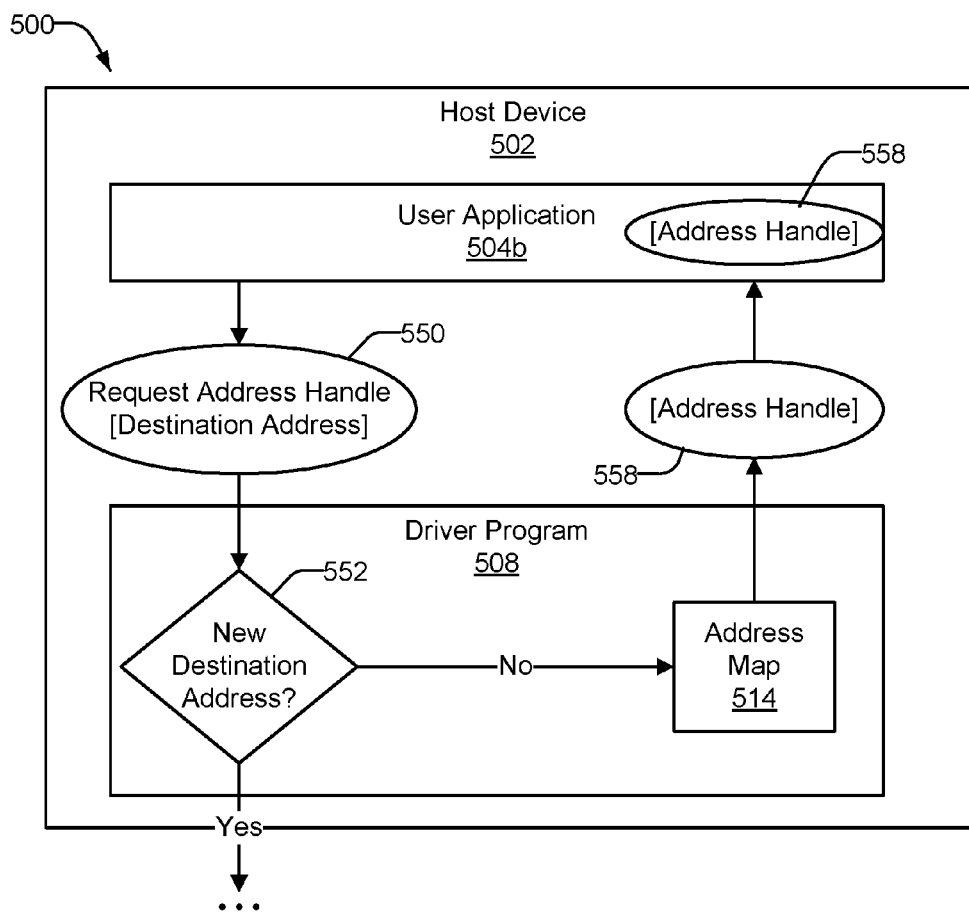 500
Host Device
502
558
User Application
504b
[Address Handle]
550
Request Address Handle
[Destination Address]
[Address Handle]
558
Driver Program
508
552
New
Destination
Address?
No
Address
Map
514
Yes
...